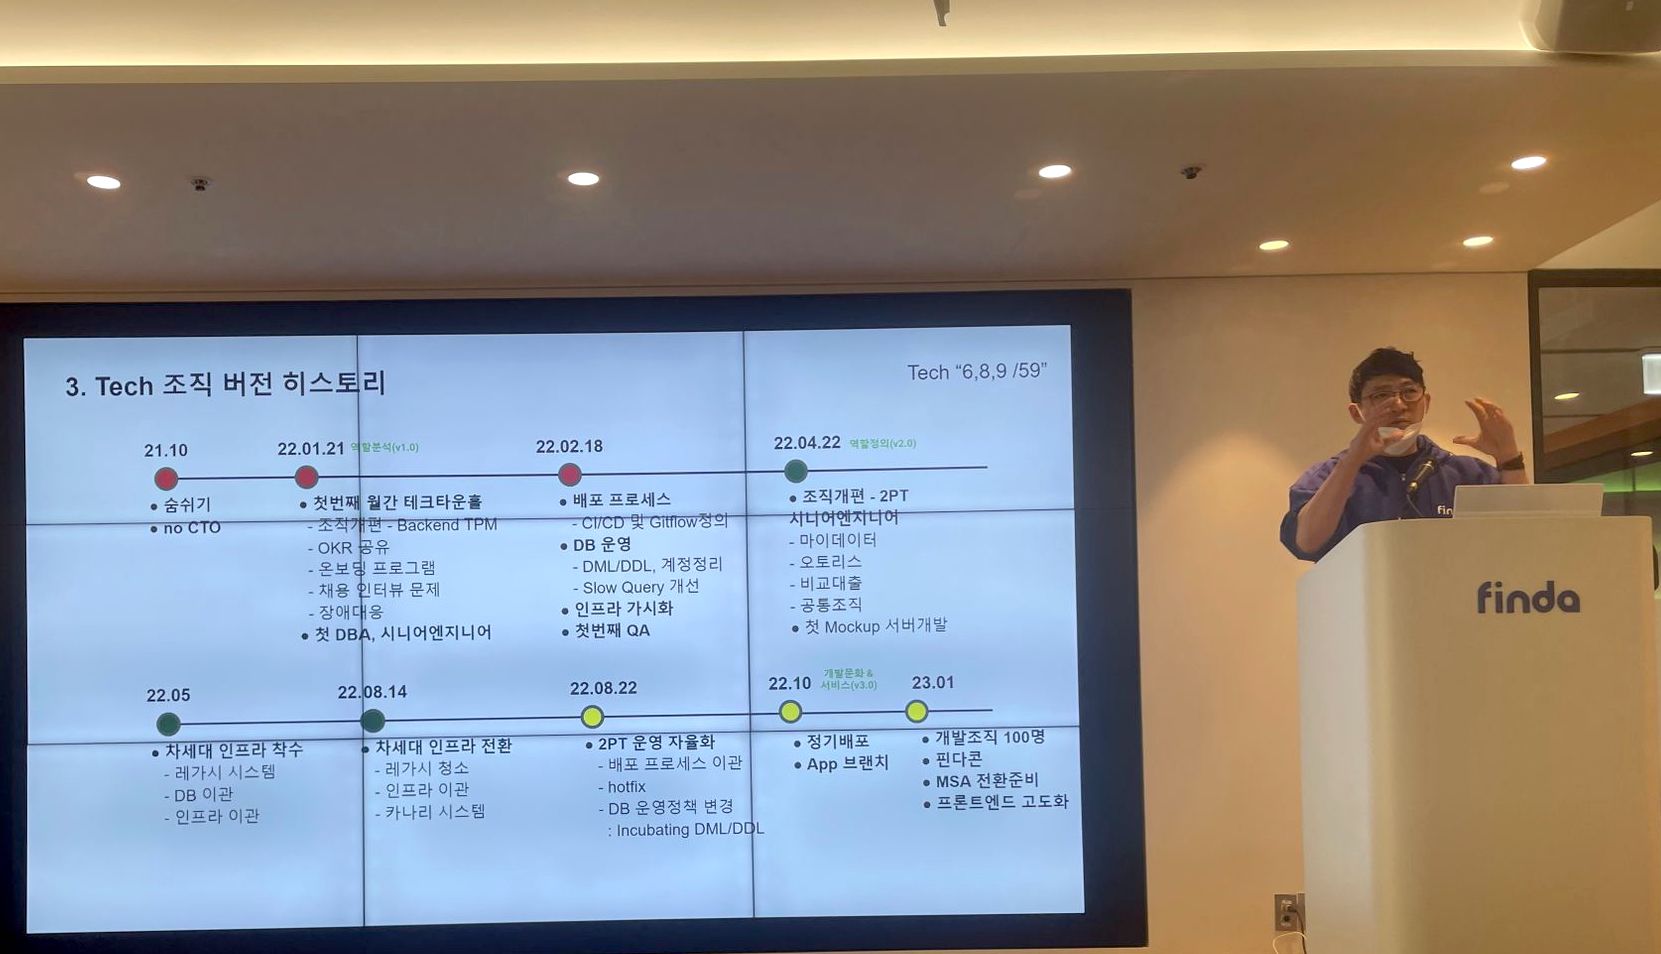 3. Tech 조직 버전 히스토리
Tech “6,8,9 /59”
21.10
• 숨쉬기
• no CTO
22.01.21 역할분석(v1.0)
• 첫번째 월간 테크타운홀
- 조직개편 - Backend TPM
- OKR 공유
- 온보딩 프로그램
- 채용 인터뷰 문제
- 장애대응
• 첫 DBA, 시니어엔지니어
22.02.18
• 배포 프로세스
- CI/CD 및 Gitflow정의
• DB 운영
- DML/DDL, 계정정리
- Slow Query 개선
• 인프라 가시화
• 첫번째 QA
22.04.22 역할정의(v2.0)
• 조직개편 - 2PT
시니어엔지니어
- 마이데이터
- 오토리스
- 비교대출
- 공통조직
• 첫 Mockup 서버개발
22.05
• 차세대 인프라 착수
- 레가시 시스템
- DB 이관
- 인프라 이관
22.08.14
• 차세대 인프라 전환
- 레가시 청소
- 인프라 이관
- 카나리 시스템
22.08.22
• 2PT 운영 자율화
- 배포 프로세스 이관
- hotfix
- DB 운영정책 변경
: Incubating DML/DDL
22.10
개발문화 &
서비스(v3.0)
• 정기배포
• App 브랜치
23.01
• 개발조직 100명
• 핀다콘
• MSA 전환준비
• 프론트엔드 고도화
fin
finda